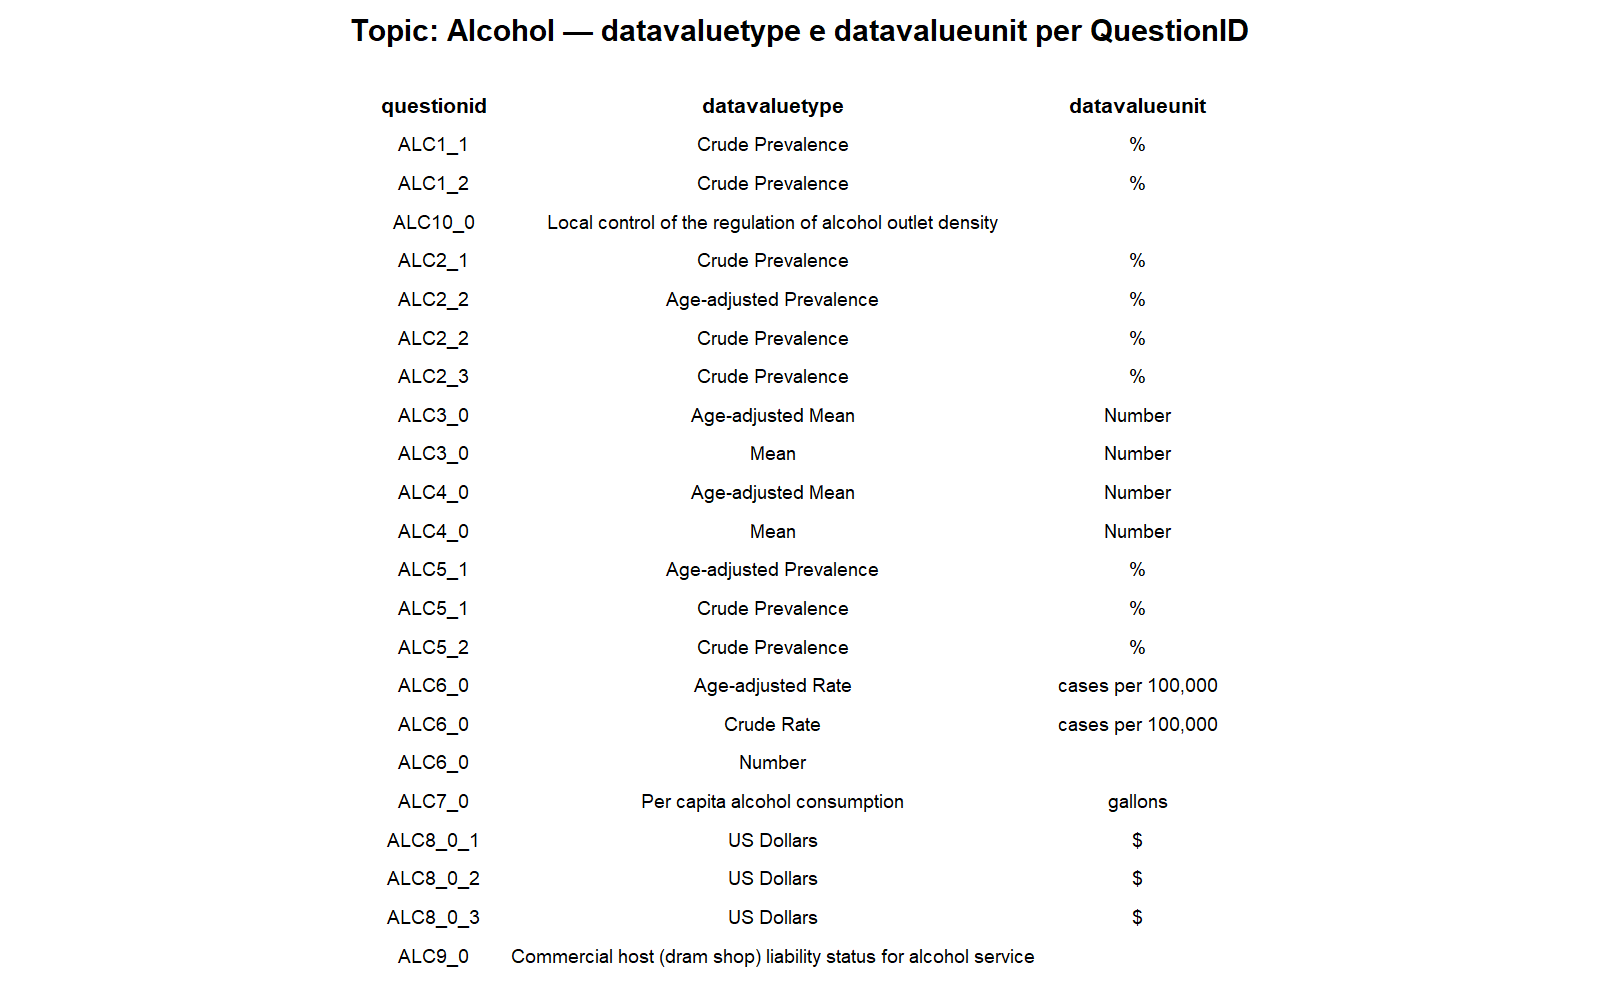 Topic: Alcohol — datavaluetype e datavalueunit per QuestionID
questionid datavaluetype datavalueunit
ALC1_1 Crude Prevalence %
ALC1_2 Crude Prevalence %
ALC10_0 Local control of the regulation of alcohol outlet density
ALC2_1 Crude Prevalence %
ALC2_2 Age-adjusted Prevalence %
ALC2_2 Crude Prevalence %
ALC2_3 Crude Prevalence %
ALC3_0 Age-adjusted Mean Number
ALC3_0 Mean Number
ALC4_0 Age-adjusted Mean Number
ALC4_0 Mean Number
ALC5_1 Age-adjusted Prevalence %
ALC5_1 Crude Prevalence %
ALC5_2 Crude Prevalence %
ALC6_0 Age-adjusted Rate cases per 100,000
ALC6_0 Crude Rate cases per 100,000
ALC6_0 Number
ALC7_0 Per capita alcohol consumption gallons
ALC8_0_1 US Dollars $
ALC8_0_2 US Dollars $
ALC8_0_3 US Dollars $
ALC9_0 Commercial host (dram shop) liability status for alcohol service